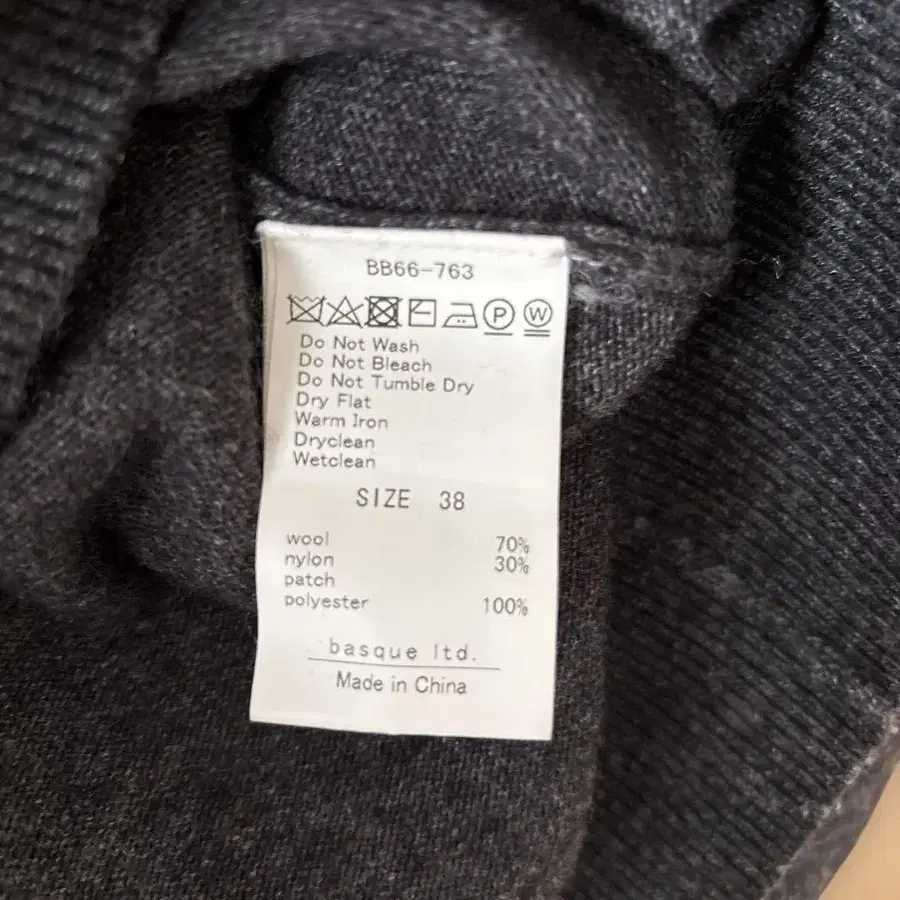 BB66-763
P W
Do Not Wash
Do Not Bleach
Do Not Tumble Dry
Dry Flat
Warm Iron
Dryclean
Wetclean
SIZE 38
wool 70%
nylon 30%
patch
polyester 100%
basque ltd.
Made in China